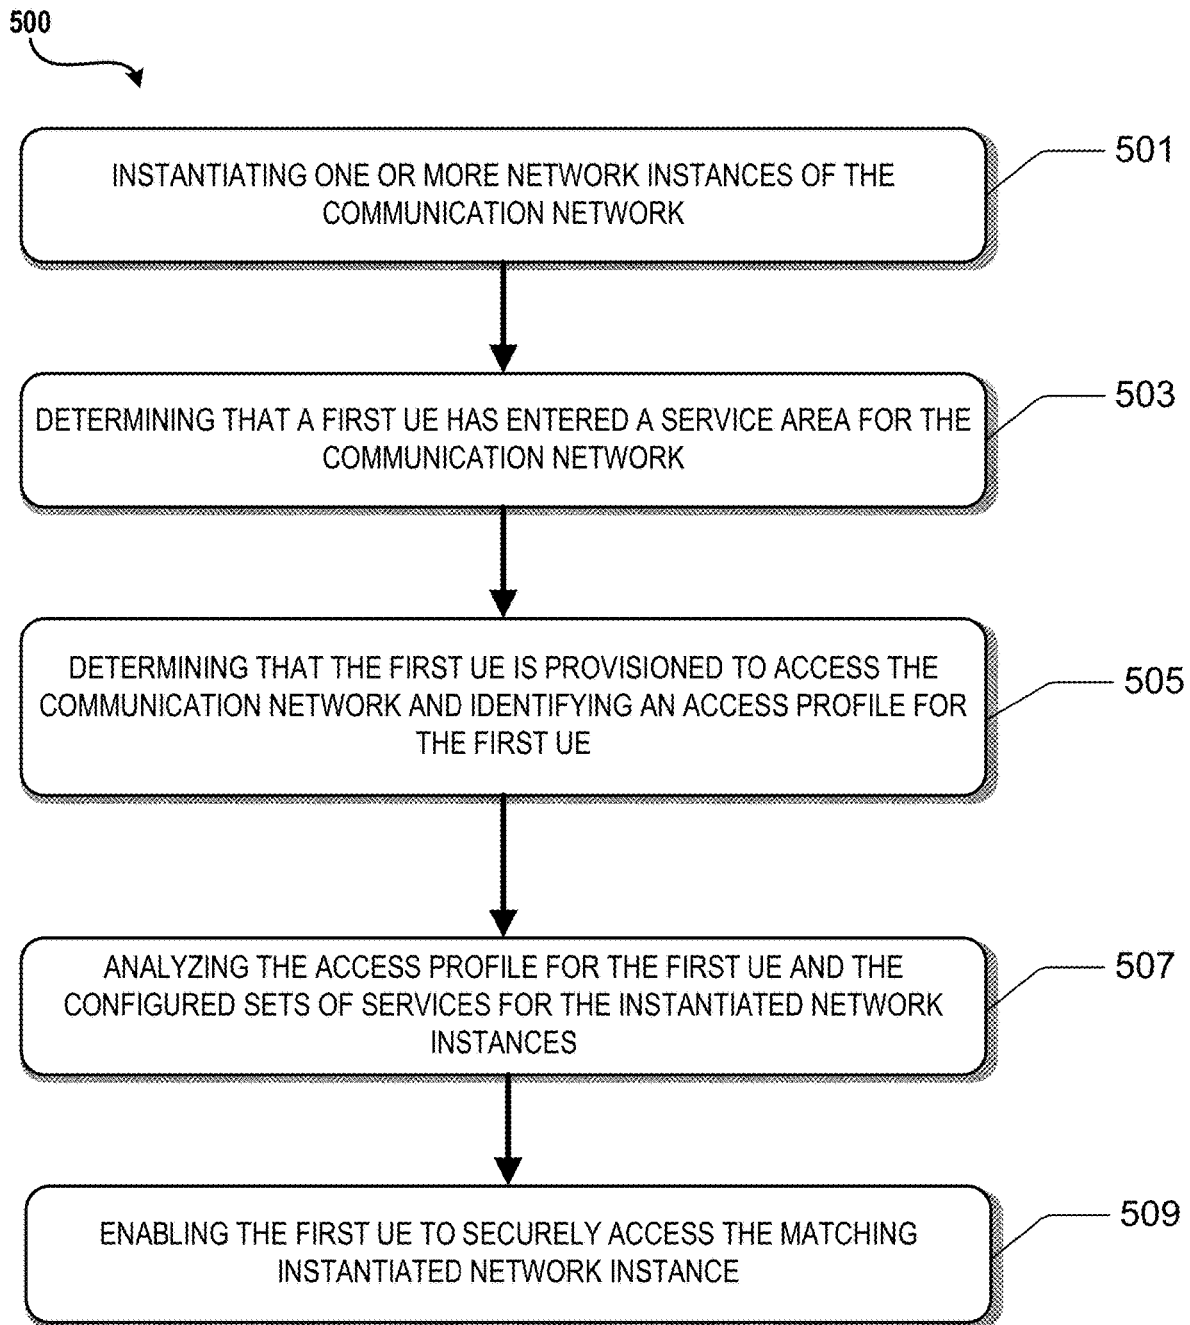 500
INSTANTIATING ONE OR MORE NETWORK INSTANCES OF THE
COMMUNICATION NETWORK
501
DETERMINING THAT A FIRST UE HAS ENTERED A SERVICE AREA FOR THE
COMMUNICATION NETWORK
503
DETERMINING THAT THE FIRST UE IS PROVISIONED TO ACCESS THE
COMMUNICATION NETWORK AND IDENTIFYING AN ACCESS PROFILE FOR
THE FIRST UE
505
ANALYZING THE ACCESS PROFILE FOR THE FIRST UE AND THE
CONFIGURED SETS OF SERVICES FOR THE INSTANTIATED NETWORK
INSTANCES
507
ENABLING THE FIRST UE TO SECURELY ACCESS THE MATCHING
INSTANTIATED NETWORK INSTANCE
509